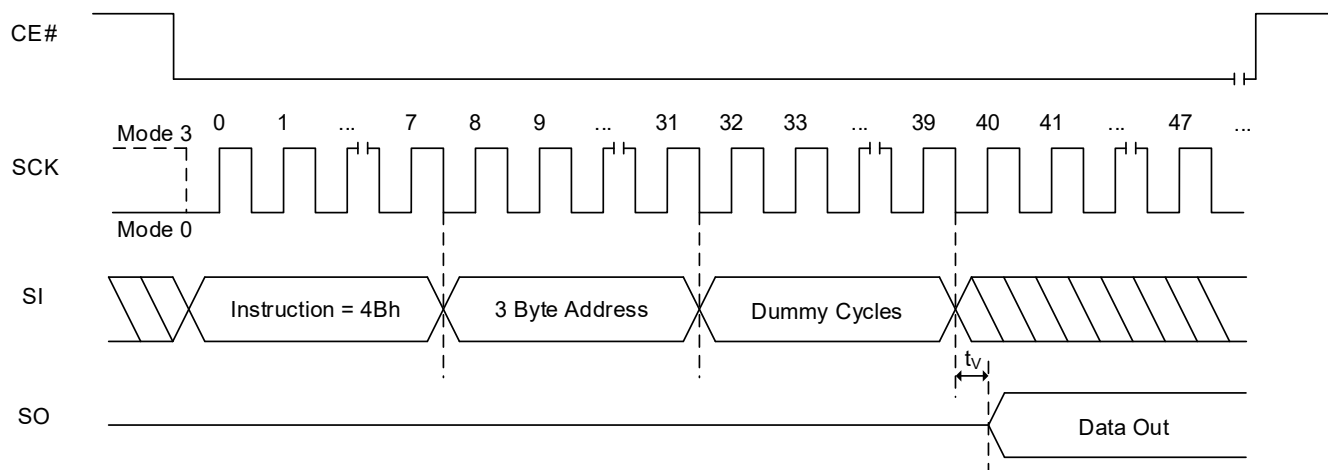 CE#
Mode 3 0 1 ... 7 8 9 ... 31 32 33 ... 39 40 41 ... 47 ...
SCK
Mode 0
SI Instruction = 4Bh 3 Byte Address Dummy Cycles
tV
SO Data Out